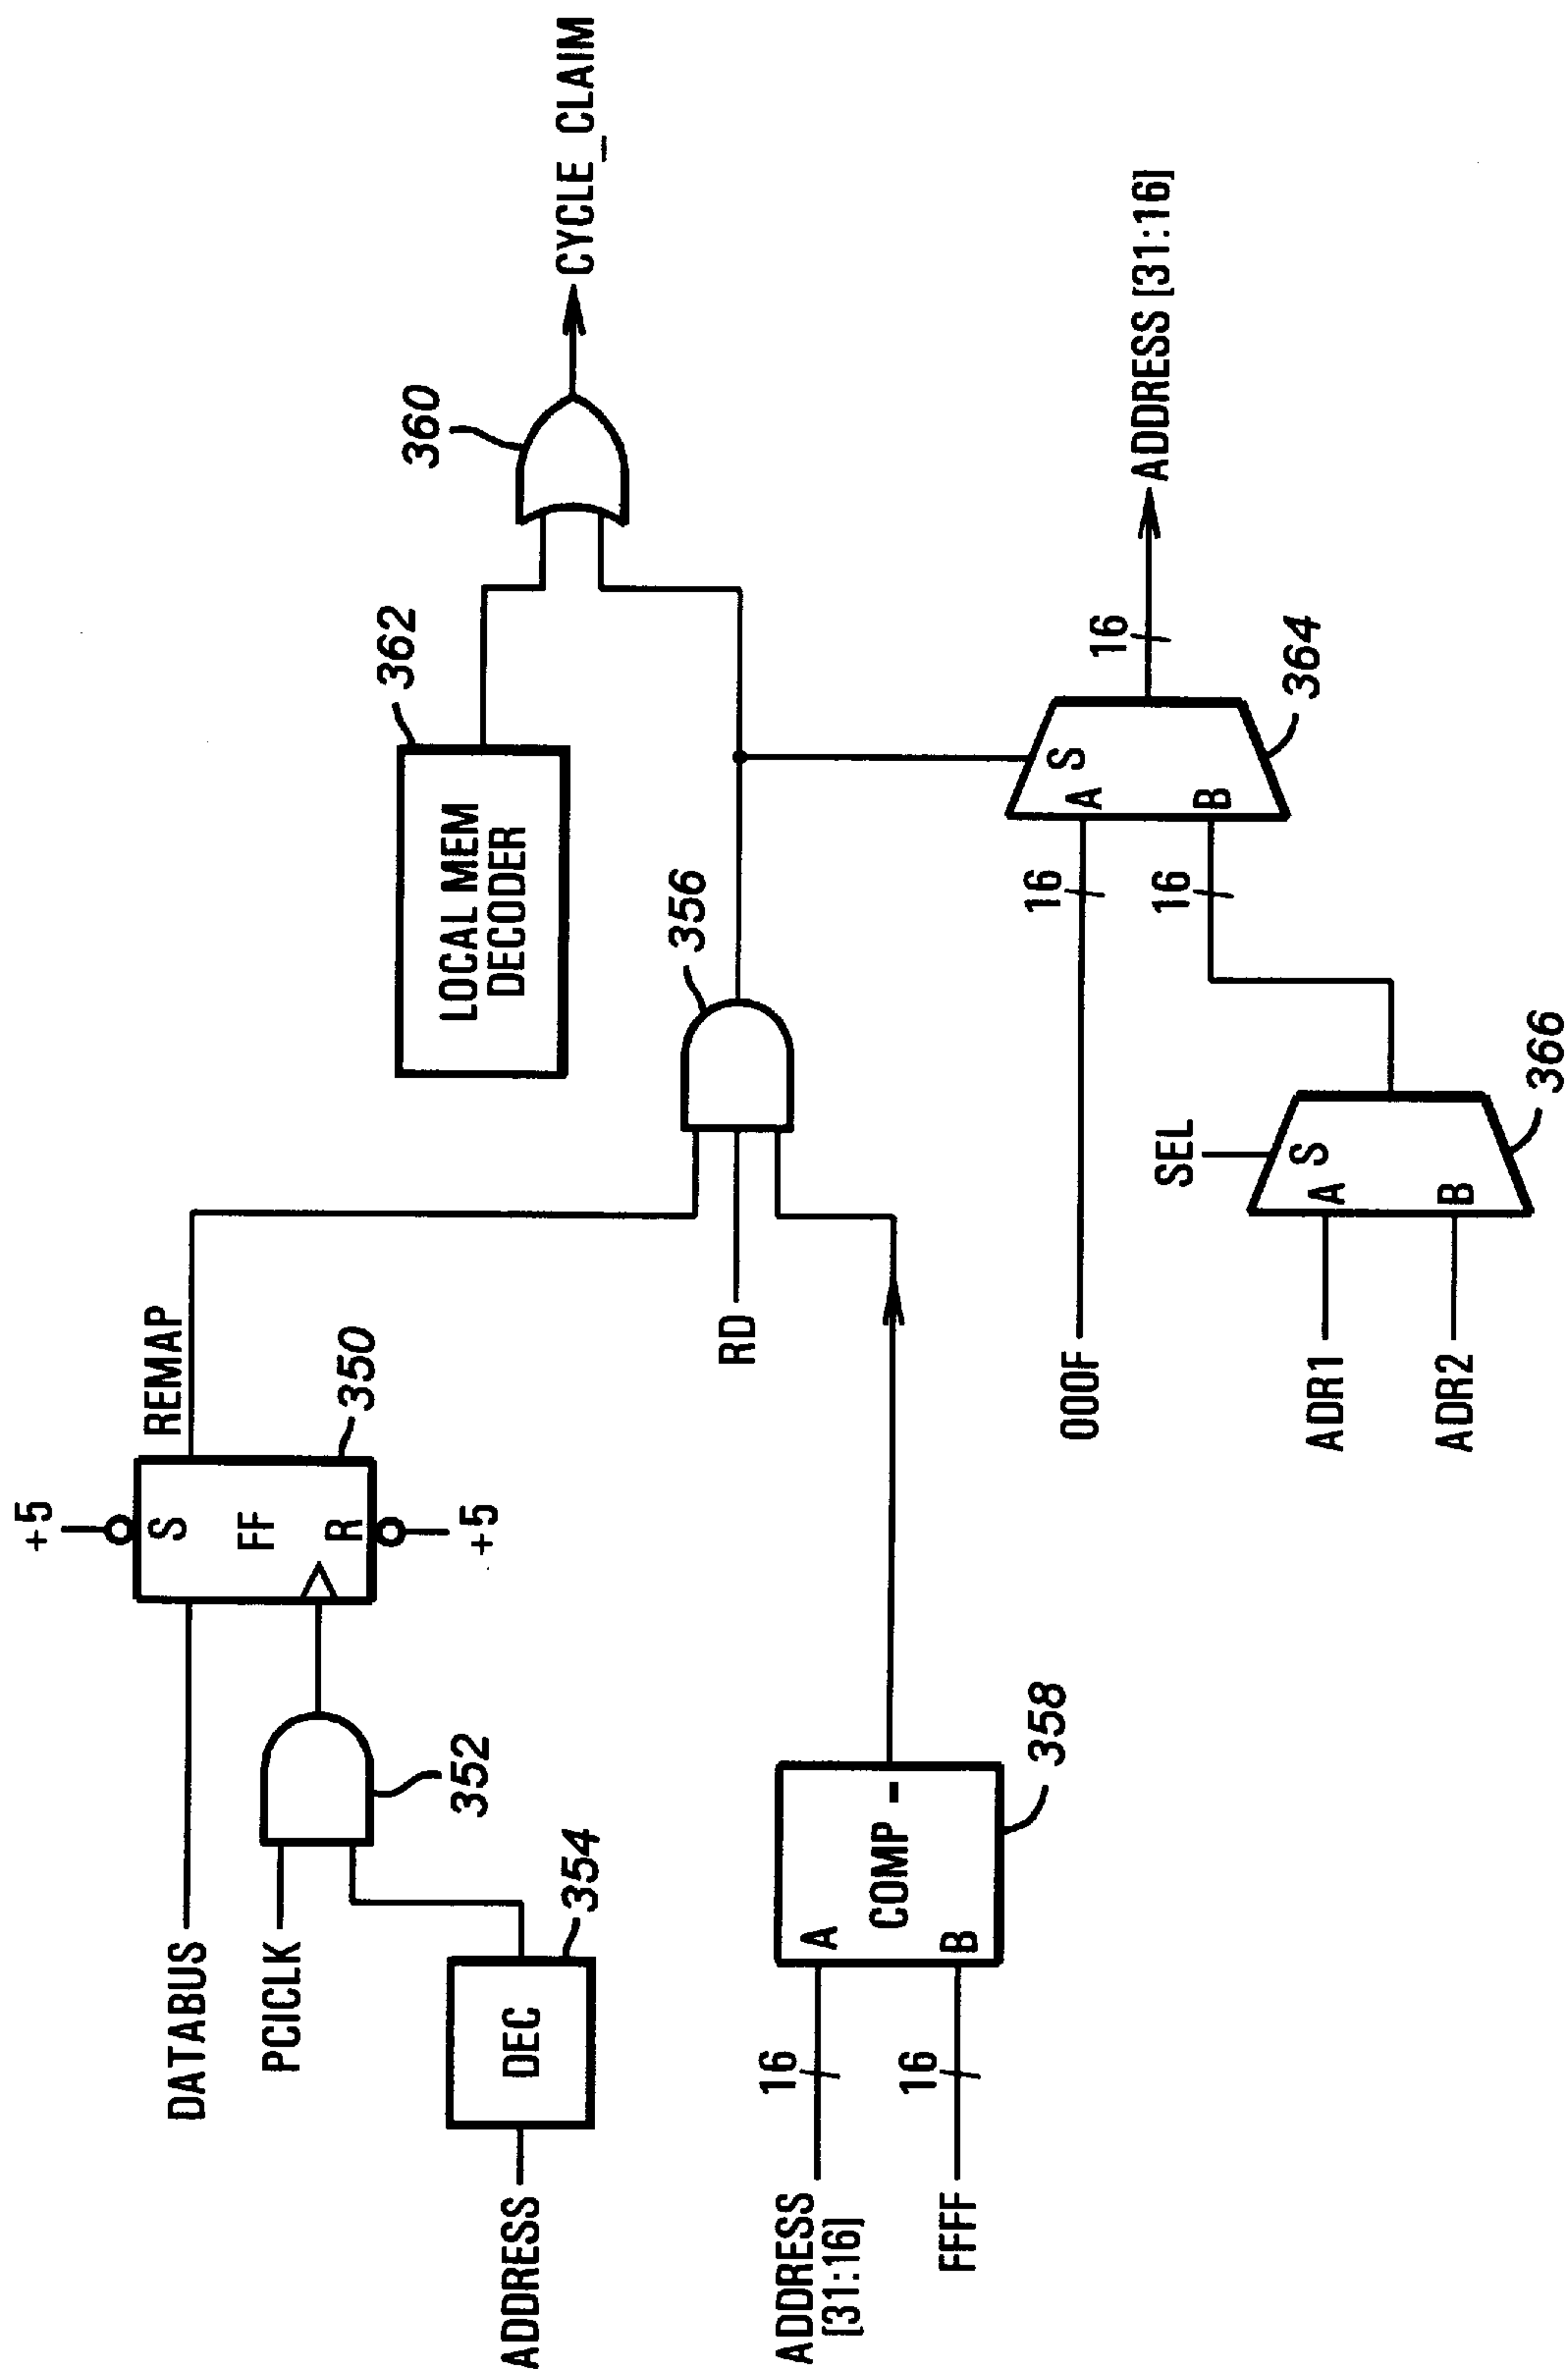 +5
S
FF
R
+5
REMAP
350
DATABUS
PCICLK
352
ADDRESS
DEC
354
LOCAL MEM
DECODER
362
360
CYCLE_CLAIM
356
RD
ADDRESS
[31:16]
16
FFFF
16
A
COMP =
B
358
000F
16
16
A
S
B
364
16
ADDRESS [31:16]
SEL
ADR1
ADR2
A
S
B
366